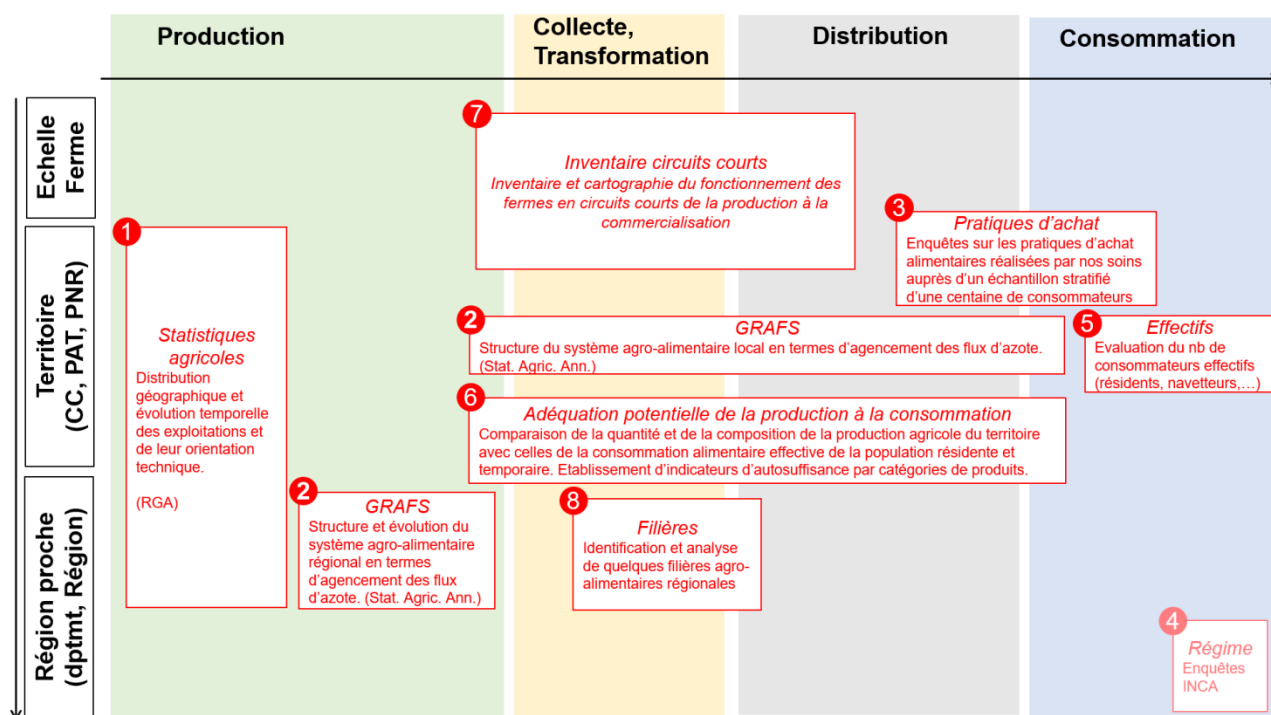 Production
Collecte,
Transformation
Distribution
Consommation
Echelle
Ferme
Territoire
(CC, PAT, PNR)
Région proche
(dptmt, Région)
7
Inventaire circuits courts
Inventaire et cartographie du fonctionnement des
fermes en circuits courts de la production à la
commercialisation
3
Pratiques d'achat
Enquêtes sur les pratiques d'achat
alimentaires réalisées par nos soins
auprès d'un échantillon stratifié
d'une centaine de consommateurs
1
Statistiques
agricoles
Distribution
géographique et
évolution temporelle
des exploitations et
de leur orientation
technique.
(RGA)
2
GRAFS
Structure du système agro-alimentaire local en termes d'agencement des flux d'azote.
(Stat. Agric. Ann.)
5
Effectifs
Evaluation du nb de
consommateurs effectifs
(résidents, navetteurs,…)
6
Adéquation potentielle de la production à la consommation
Comparaison de la quantité et de la composition de la production agricole du territoire
avec celles de la consommation alimentaire effective de la population résidente et
temporaire. Etablissement d'indicateurs d'autosuffisance par catégories de produits.
2
GRAFS
Structure et évolution du
système agro-alimentaire
régional en termes
d'agencement des flux
d'azote. (Stat. Agric. Ann.)
8
Filières
Identification et analyse
de quelques filières agro-
alimentaires régionales
4
Régime
Enquêtes
INCA